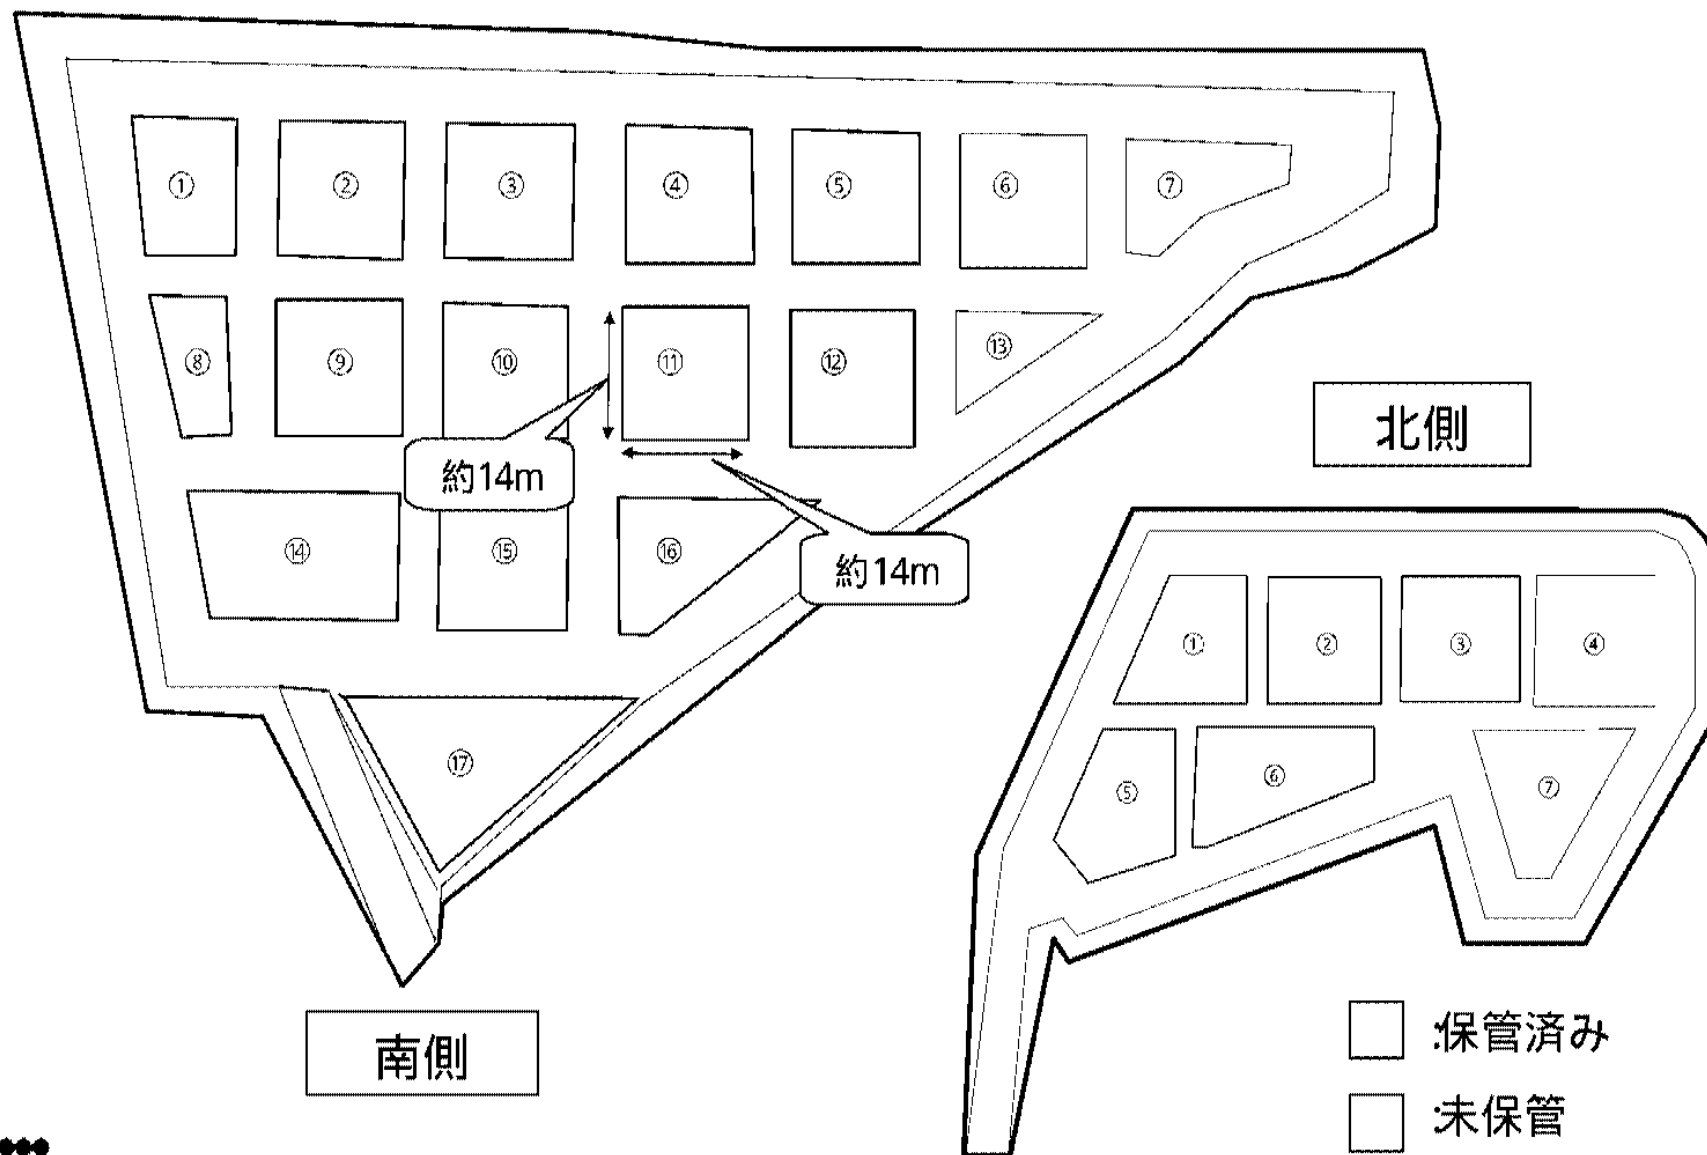 ① ② ③ ④ ⑤ ⑥ ⑦
⑧ ⑨ ⑩ ⑪ ⑫ ⑬
約14m
⑭ ⑮ ⑯
約14m
⑰
南側
北側
① ② ③ ④
⑤ ⑥ ⑦
:保管済み
:未保管